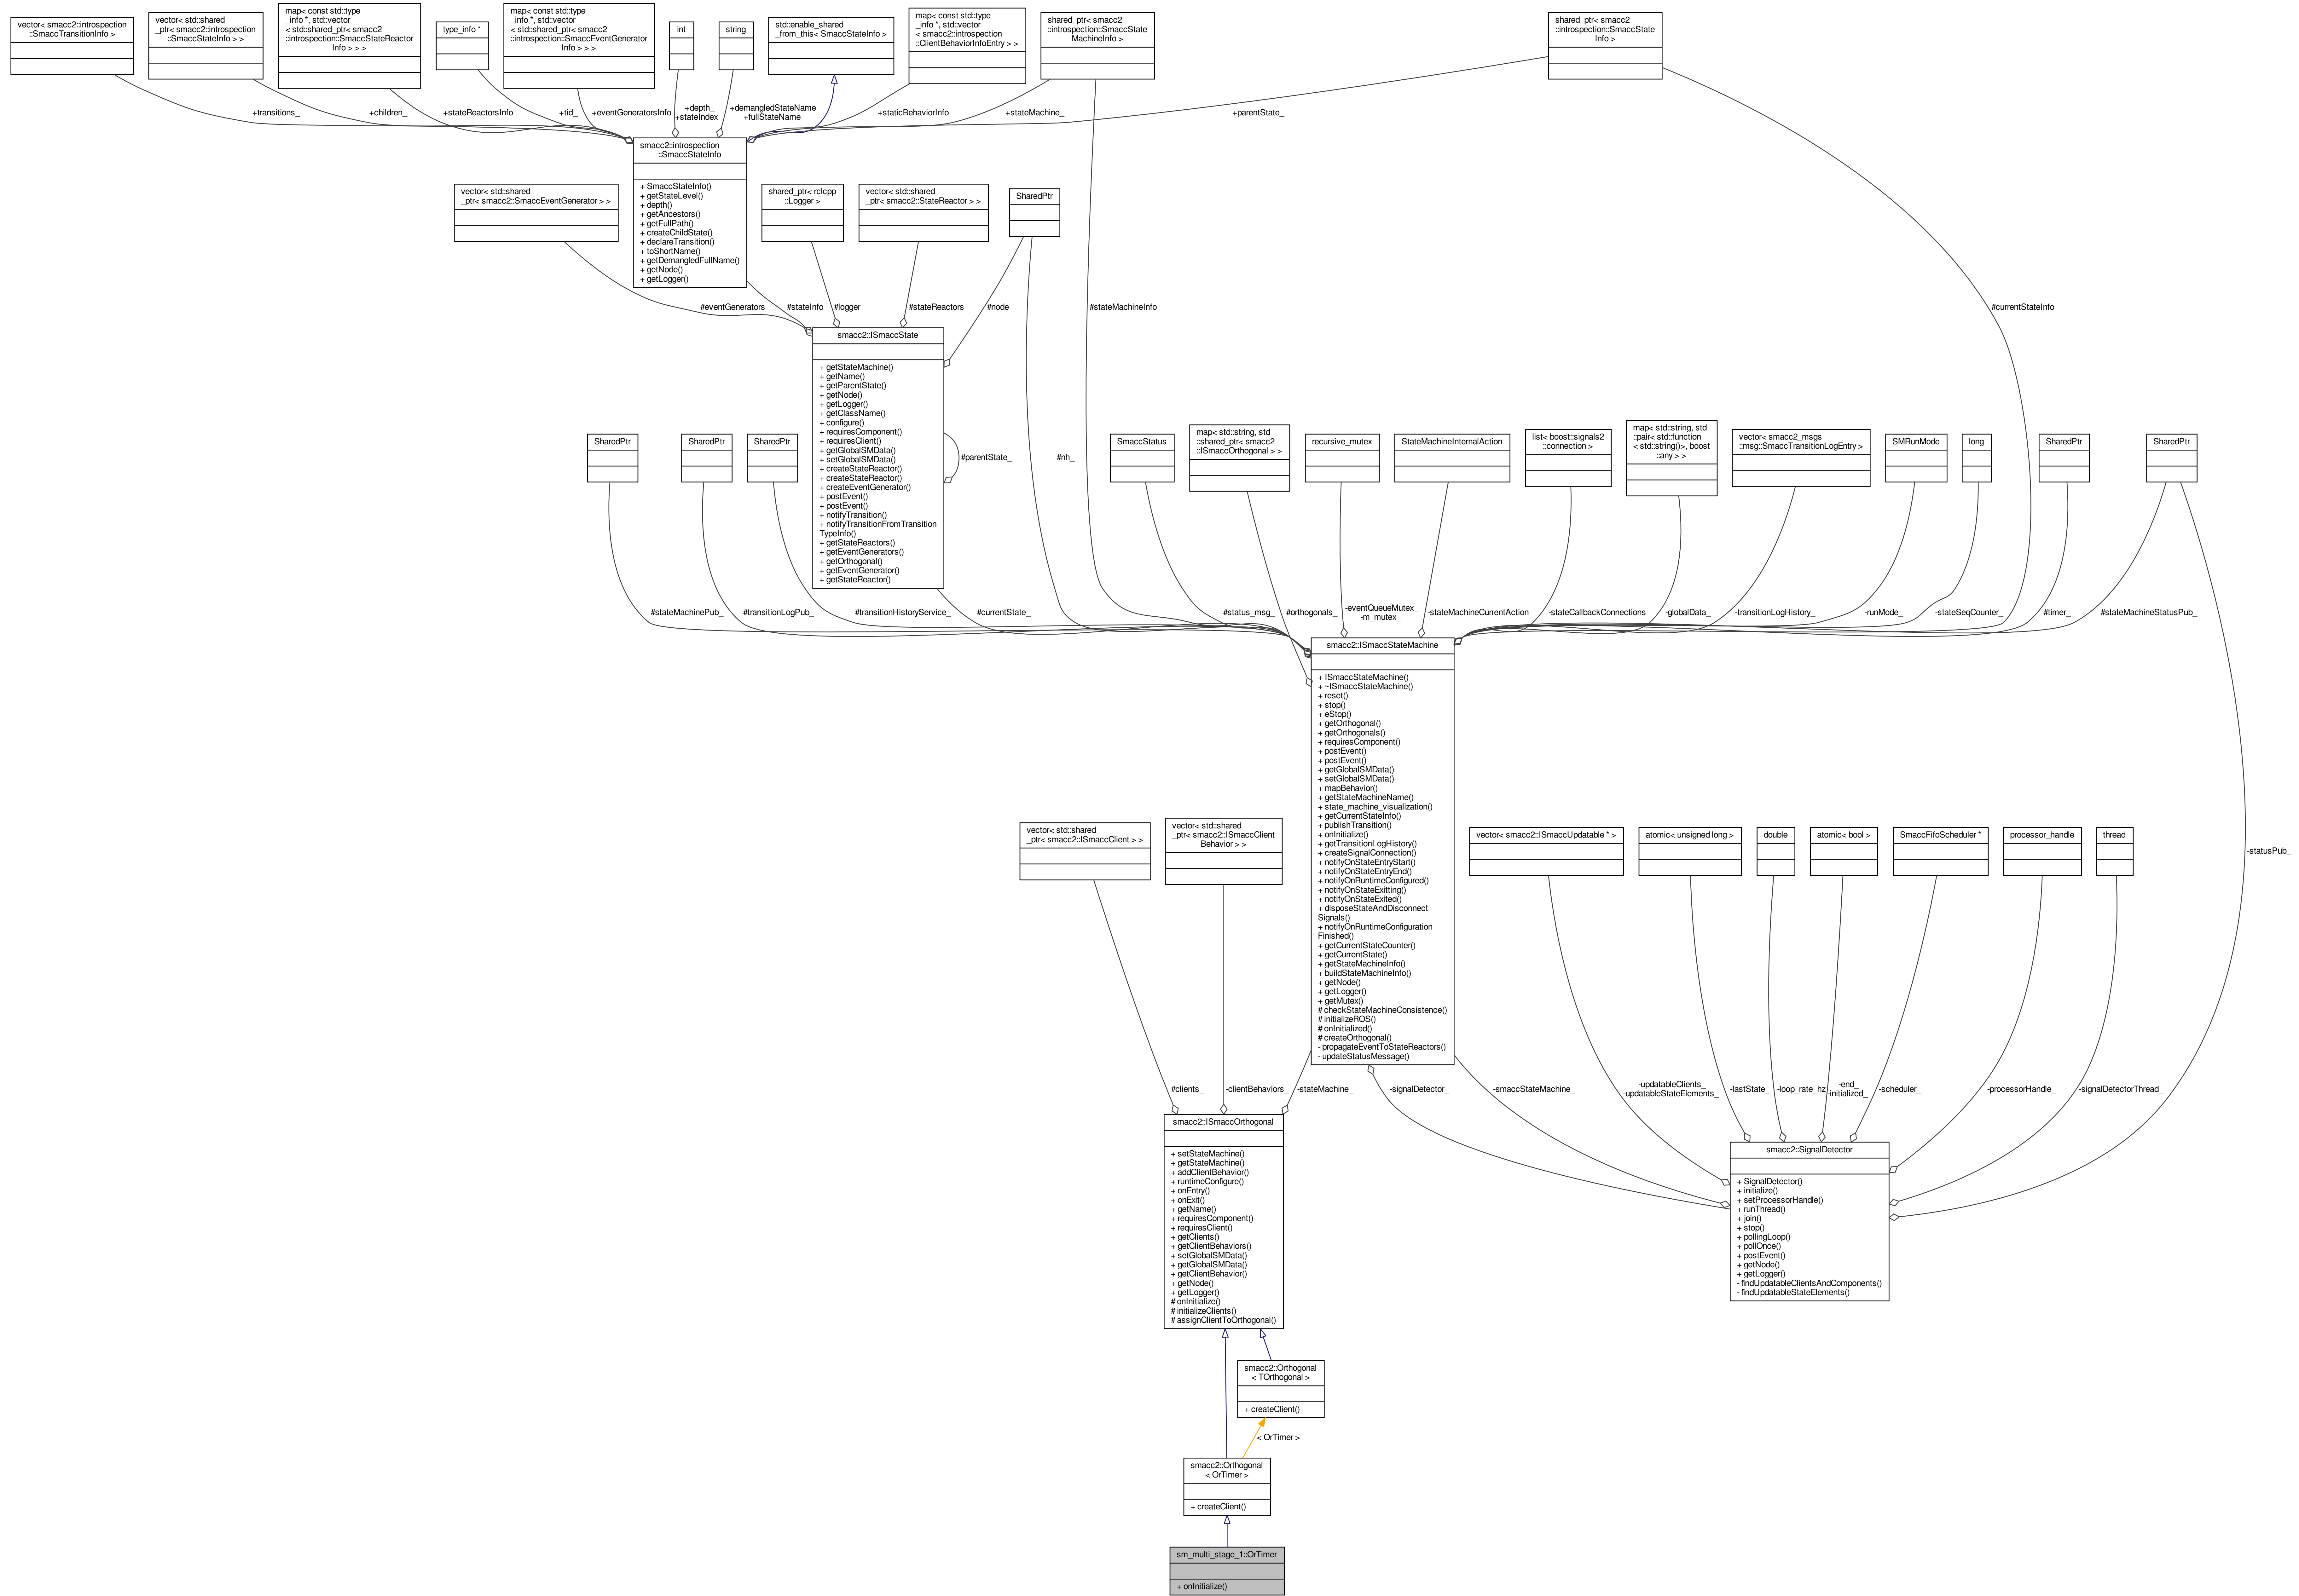 vector< smacc2::introspection
::SmaccTransitionInfo >
vector< std::shared
_ptr< smacc2::introspection
::SmaccStateInfo > >
map< const std::type
_info *, std::vector
< std::shared_ptr< smacc2
::introspection::SmaccStateReactor
Info > > >
type_info *
map< const std::type
_info *, std::vector
< std::shared_ptr< smacc2
::introspection::SmaccEventGenerator
Info > > >
int
string
std::enable_shared
_from_this< SmaccStateInfo >
map< const std::type
_info *, std::vector
< smacc2::introspection
::ClientBehaviorInfoEntry > >
shared_ptr< smacc2
::introspection::SmaccState
MachineInfo >
shared_ptr< smacc2
::introspection::SmaccState
Info >
+transitions_
+children_
+stateReactorsInfo
+tid_
+eventGeneratorsInfo
+depth_
+stateIndex_
+demangledStateName
+fullStateName
+staticBehaviorInfo
+stateMachine_
+parentState_
smacc2::introspection
::SmaccStateInfo
+ SmaccStateInfo()
+ getStateLevel()
+ depth()
+ getAncestors()
+ getFullPath()
+ createChildState()
+ declareTransition()
+ toShortName()
+ getDemangledFullName()
+ getNode()
+ getLogger()
vector< std::shared
_ptr< smacc2::SmaccEventGenerator > >
shared_ptr< rclcpp
::Logger >
vector< std::shared
_ptr< smacc2::StateReactor > >
SharedPtr
#eventGenerators_
#stateInfo_
#logger_
#stateReactors_
#node_
#stateMachineInfo_
#currentStateInfo_
smacc2::ISmaccState
+ getStateMachine()
+ getName()
+ getParentState()
+ getNode()
+ getLogger()
+ getClassName()
+ configure()
+ requiresComponent()
+ requiresClient()
+ getGlobalSMData()
+ setGlobalSMData()
+ createStateReactor()
+ createStateReactor()
+ createEventGenerator()
+ postEvent()
+ postEvent()
+ notifyTransition()
+ notifyTransitionFromTransition
TypeInfo()
+ getStateReactors()
+ getEventGenerators()
+ getOrthogonal()
+ getEventGenerator()
+ getStateReactor()
#parentState_
#nh_
SharedPtr
SharedPtr
SharedPtr
SmaccStatus
map< std::string, std
::shared_ptr< smacc2
::ISmaccOrthogonal > >
recursive_mutex
StateMachineInternalAction
list< boost::signals2
::connection >
map< std::string, std
::pair< std::function
< std::string()>, boost
::any > >
vector< smacc2_msgs
::msg::SmaccTransitionLogEntry >
SMRunMode
long
SharedPtr
SharedPtr
#stateMachinePub_
#transitionLogPub_
#transitionHistoryService_
#currentState_
#status_msg_
#orthogonals_
-eventQueueMutex_
-m_mutex_
-stateMachineCurrentAction
-stateCallbackConnections
-globalData_
-transitionLogHistory_
-runMode_
-stateSeqCounter_
#timer_
#stateMachineStatusPub_
smacc2::ISmaccStateMachine
+ ISmaccStateMachine()
+ ~ISmaccStateMachine()
+ reset()
+ stop()
+ eStop()
+ getOrthogonal()
+ getOrthogonals()
+ requiresComponent()
+ postEvent()
+ postEvent()
+ getGlobalSMData()
+ setGlobalSMData()
+ mapBehavior()
+ getStateMachineName()
+ state_machine_visualization()
+ getCurrentStateInfo()
+ publishTransition()
+ onInitialize()
+ getTransitionLogHistory()
+ createSignalConnection()
+ notifyOnStateEntryStart()
+ notifyOnStateEntryEnd()
+ notifyOnRuntimeConfigured()
+ notifyOnStateExitting()
+ notifyOnStateExited()
+ disposeStateAndDisconnect
Signals()
+ notifyOnRuntimeConfiguration
Finished()
+ getCurrentStateCounter()
+ getCurrentState()
+ getStateMachineInfo()
+ buildStateMachineInfo()
+ getNode()
+ getLogger()
+ getMutex()
# checkStateMachineConsistence()
# initializeROS()
# onInitialized()
# createOrthogonal()
- propagateEventToStateReactors()
- updateStatusMessage()
vector< std::shared
_ptr< smacc2::ISmaccClient > >
vector< std::shared
_ptr< smacc2::ISmaccClient
Behavior > >
vector< smacc2::ISmaccUpdatable * >
atomic< unsigned long >
double
atomic< bool >
SmaccFifoScheduler *
processor_handle
thread
-statusPub_
#clients_
-clientBehaviors_
-stateMachine_
-signalDetector_
-smaccStateMachine_
-updatableClients_
-updatableStateElements_
-lastState_
-loop_rate_hz
-end_
-initialized_
-scheduler_
-processorHandle_
-signalDetectorThread_
smacc2::ISmaccOrthogonal
+ setStateMachine()
+ getStateMachine()
+ addClientBehavior()
+ runtimeConfigure()
+ onEntry()
+ onExit()
+ getName()
+ requiresComponent()
+ requiresClient()
+ getClients()
+ getClientBehaviors()
+ setGlobalSMData()
+ getGlobalSMData()
+ getClientBehavior()
+ getNode()
+ getLogger()
# onInitialize()
# initializeClients()
# assignClientToOrthogonal()
smacc2::SignalDetector
+ SignalDetector()
+ initialize()
+ setProcessorHandle()
+ runThread()
+ join()
+ stop()
+ pollingLoop()
+ pollOnce()
+ postEvent()
+ getNode()
+ getLogger()
- findUpdatableClientsAndComponents()
- findUpdatableStateElements()
smacc2::Orthogonal
< TOrthogonal >
+ createClient()
< OrTimer >
smacc2::Orthogonal
< OrTimer >
+ createClient()
sm_multi_stage_1::OrTimer
+ onInitialize()